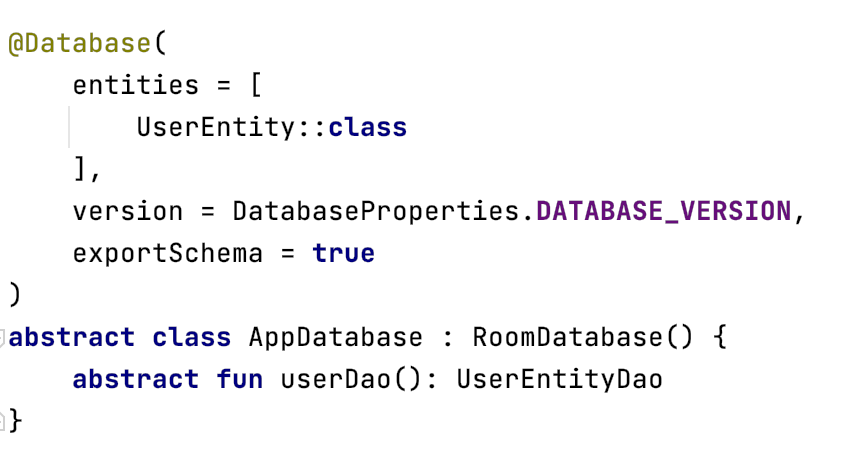 @Database(
    entities = [
        UserEntity::class
    ],
    version = DatabaseProperties.DATABASE_VERSION,
    exportSchema = true
)
abstract class AppDatabase : RoomDatabase() {
    abstract fun userDao(): UserEntityDao
}